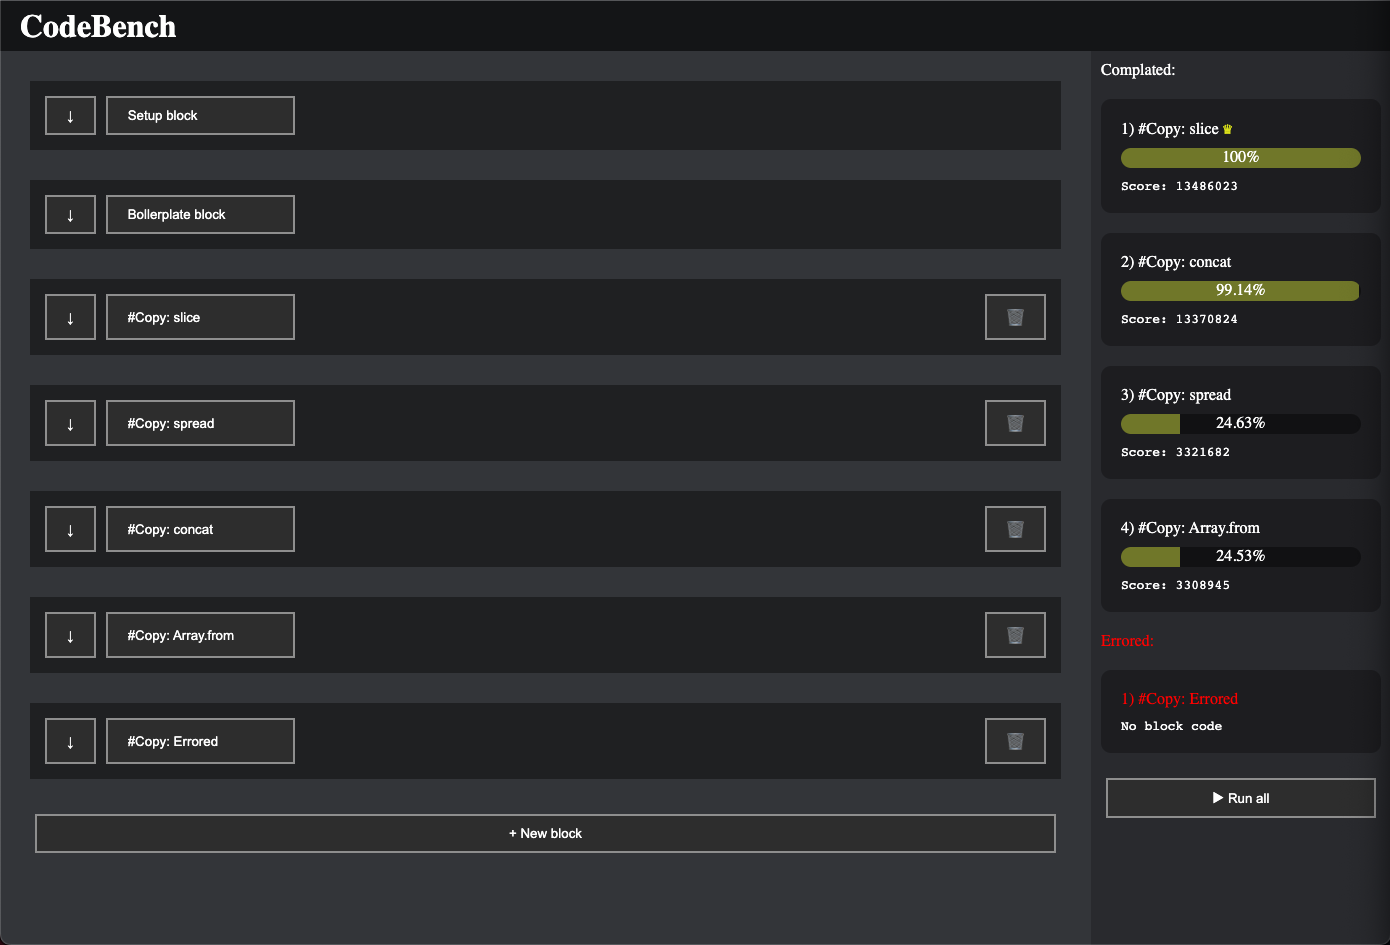 CodeBench
↓ Setup block
↓ Bollerplate block
↓ #Copy: slice
↓ #Copy: spread
↓ #Copy: concat
↓ #Copy: Array.from
↓ #Copy: Errored
+ New block
Complated:
1) #Copy: slice ♛
100%
Score: 13486023
2) #Copy: concat
99.14%
Score: 13370824
3) #Copy: spread
24.63%
Score: 3321682
4) #Copy: Array.from
24.53%
Score: 3308945
Errored:
1) #Copy: Errored
No block code
▶ Run all